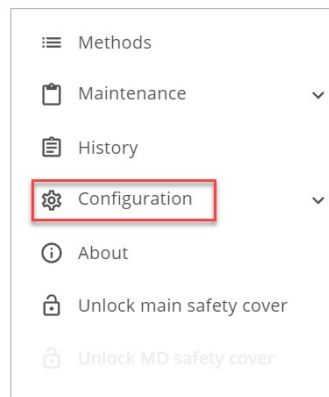 Methods
Maintenance
History
Configuration
About
Unlock main safety cover
Unlock MD safety cover